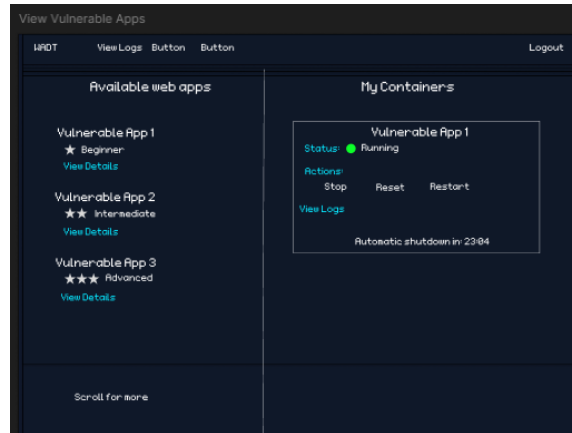 View Vulnerable Apps
WADT View Logs Button Button Logout
Available web apps
Vulnerable App 1
Beginner
View Details
Vulnerable App 2
Intermediate
View Details
Vulnerable App 3
Advanced
View Details
Scroll for more
My Containers
Vulnerable App 1
Status: Running
Actions:
Stop Reset Restart
View Logs
Automatic shutdown in: 23:04